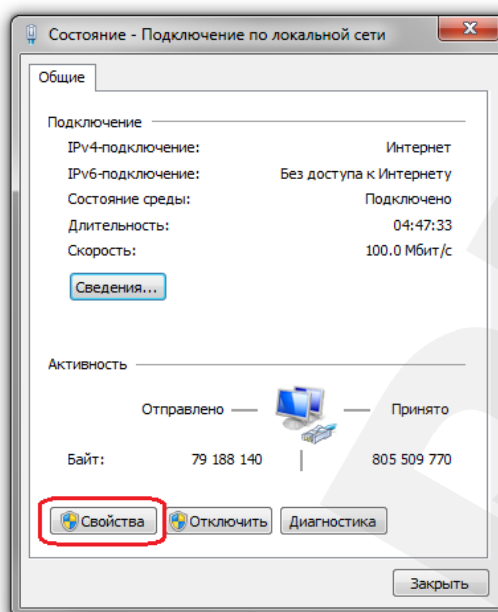 Состояние - Подключение по локальной сети
Общие
Подключение
IPv4-подключение: Интернет
IPv6-подключение: Без доступа к Интернету
Состояние среды: Подключено
Длительность: 04:47:33
Скорость: 100.0 Мбит/с
Сведения...
Активность
Отправлено — — Принято
Байт: 79 188 140 | 805 509 770
Свойства Отключить Диагностика
Закрыть